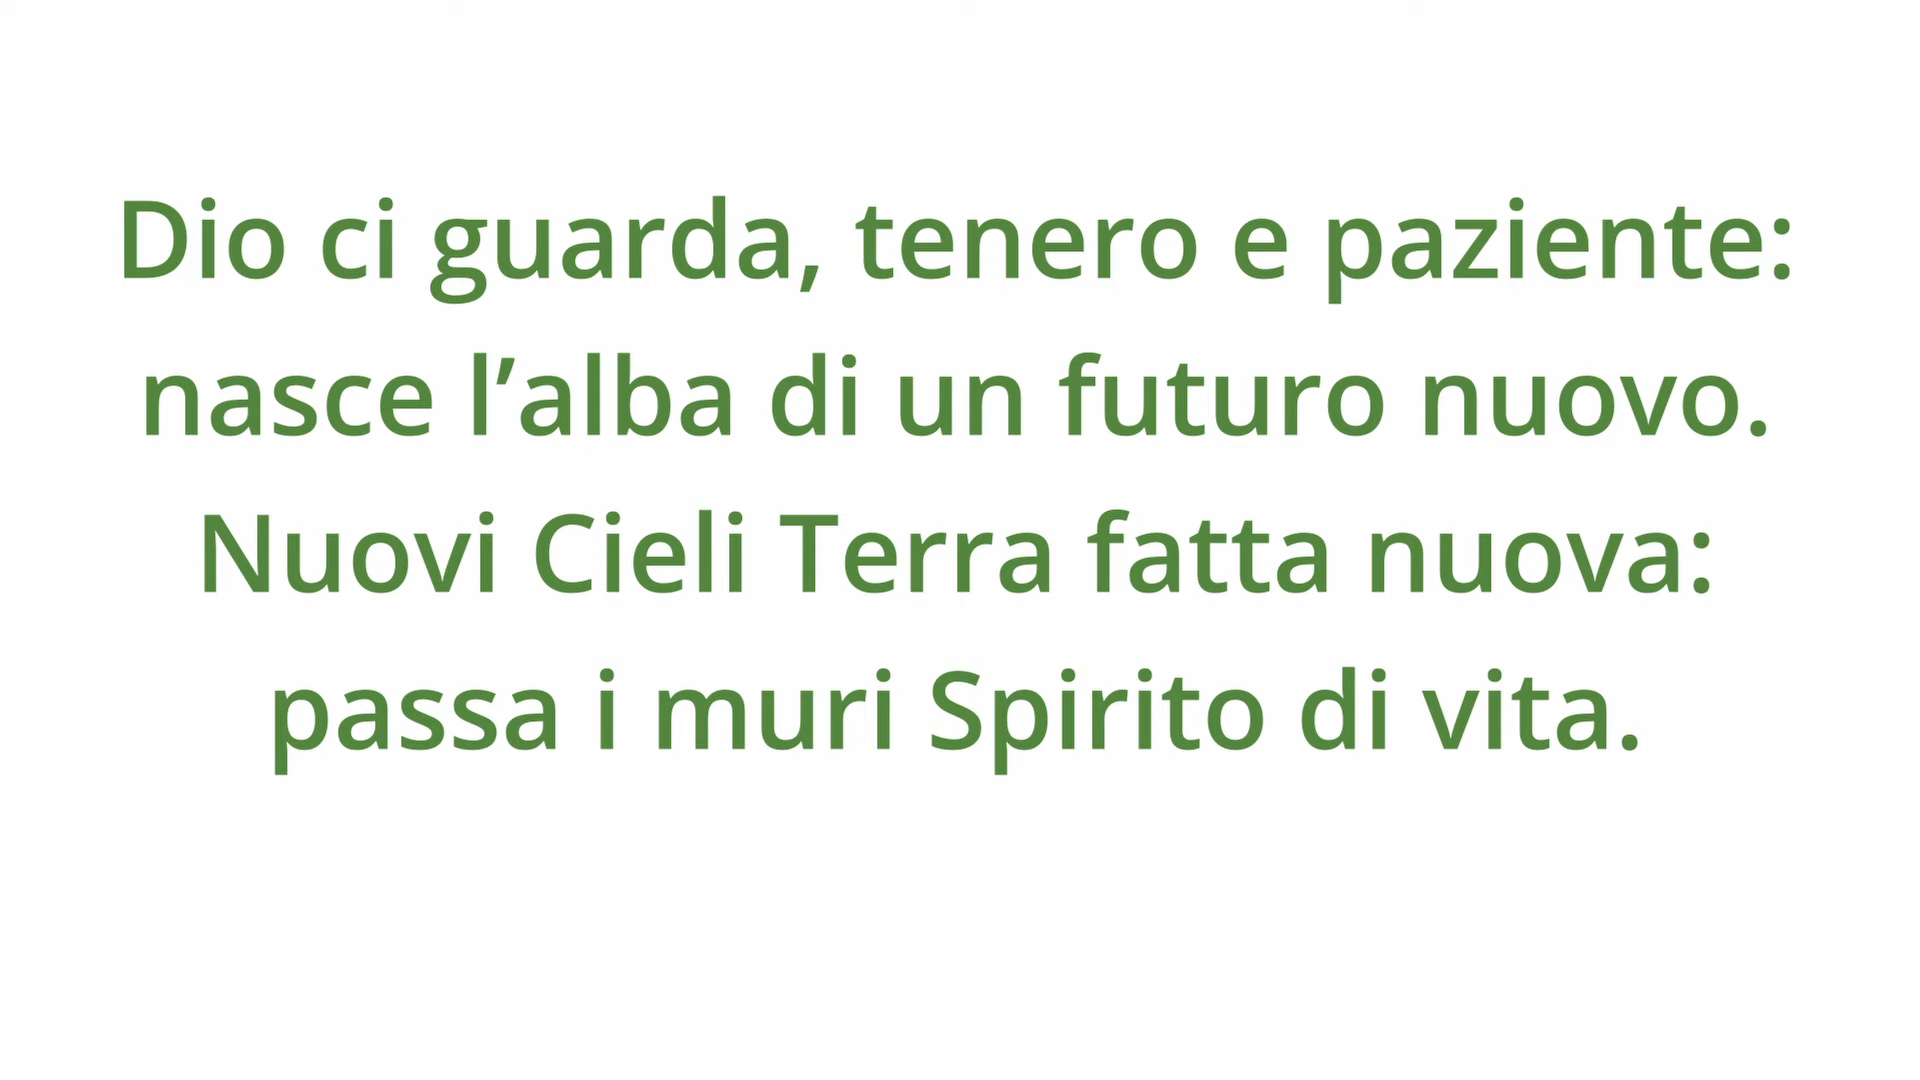 Dio ci guarda, tenero e paziente:
nasce l’alba di un futuro nuovo.
Nuovi Cieli Terra fatta nuova:
passa i muri Spirito di vita.